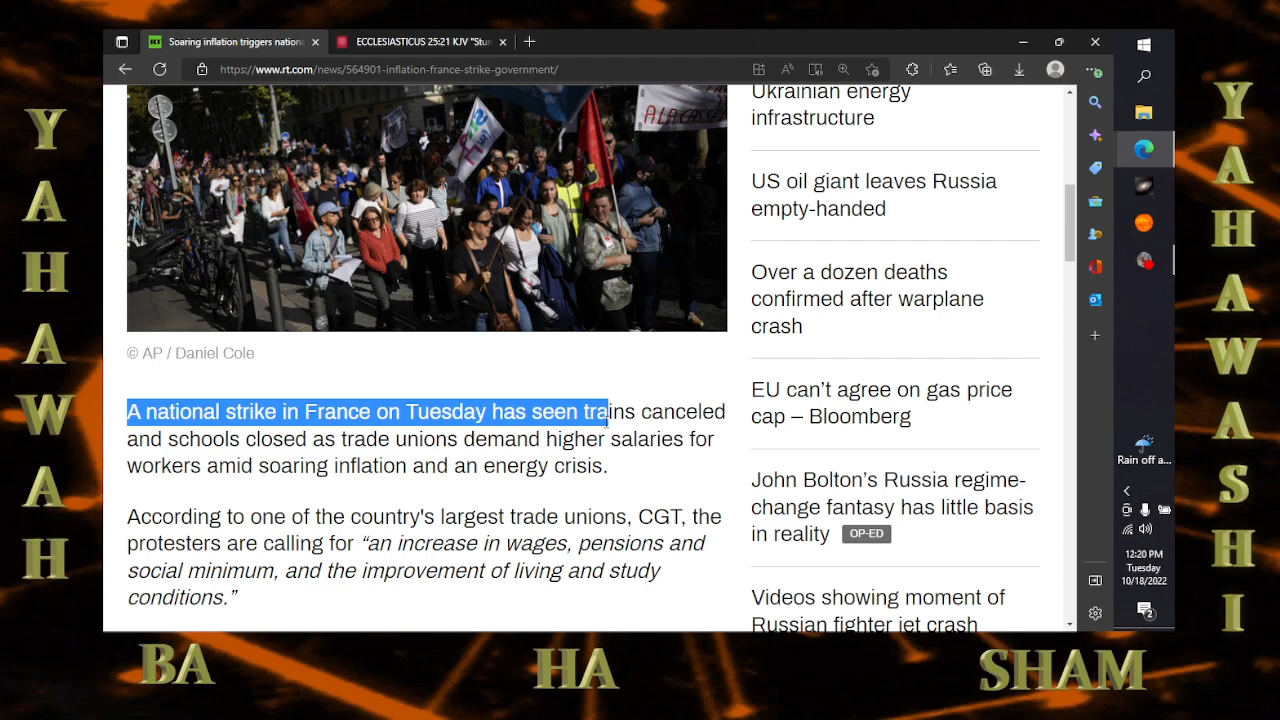 Soaring inflation triggers nationa
ECCLESIASTICUS 25:21 KJV "Stun
https://www.rt.com/news/564901-inflation-france-strike-government/
© AP / Daniel Cole
A national strike in France on Tuesday has seen trains canceled
and schools closed as trade unions demand higher salaries for
workers amid soaring inflation and an energy crisis.
According to one of the country's largest trade unions, CGT, the
protesters are calling for “an increase in wages, pensions and
social minimum, and the improvement of living and study
conditions.”
Ukrainian energy
infrastructure
US oil giant leaves Russia
empty-handed
Over a dozen deaths
confirmed after warplane
crash
EU can’t agree on gas price
cap – Bloomberg
John Bolton’s Russia regime-
change fantasy has little basis
in reality OP-ED
Videos showing moment of
Russian fighter jet crash
Rain off a...
12:20 PM
Tuesday
10/18/2022
2
YAHAWAH
BA
HA
SHAM
YAHAWASHI